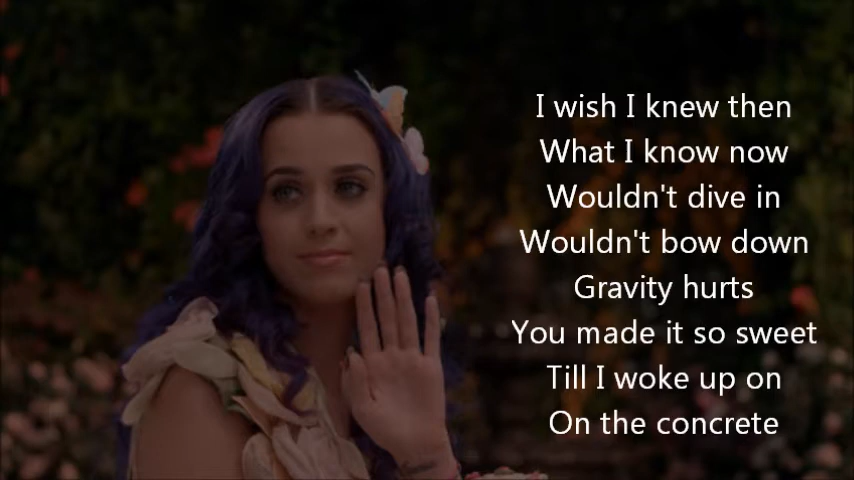 I wish I knew then
What I know now
Wouldn't dive in
Wouldn't bow down
Gravity hurts
You made it so sweet
Till I woke up on
On the concrete